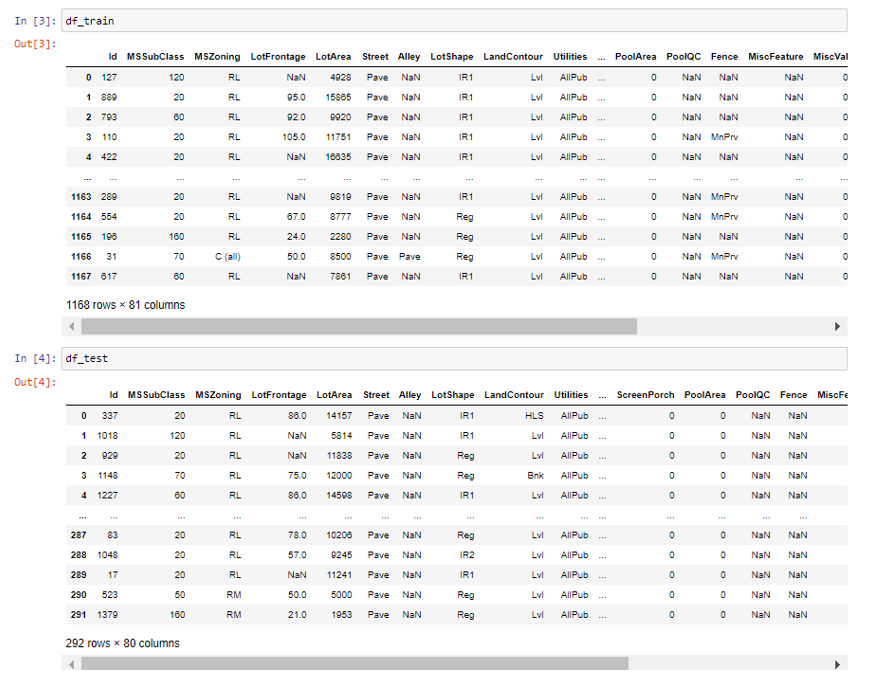 In [3]: df_train
Out[3]:
Id MSSubClass MSZoning LotFrontage LotArea Street Alley LotShape LandContour Utilities ... PoolArea PoolQC Fence MiscFeature MiscVal
0 127 120 RL NaN 4928 Pave NaN IR1 Lvl AllPub ... 0 NaN NaN NaN 0
1 889 20 RL 95.0 15865 Pave NaN IR1 Lvl AllPub ... 0 NaN NaN NaN 0
2 793 60 RL 92.0 9920 Pave NaN IR1 Lvl AllPub ... 0 NaN NaN NaN 0
3 110 20 RL 105.0 11751 Pave NaN IR1 Lvl AllPub ... 0 NaN MnPrv NaN 0
4 422 20 RL NaN 16635 Pave NaN IR1 Lvl AllPub ... 0 NaN NaN NaN 0
... ... ... ... ... ... ... ... ... ... ... ... ... ... ... ... ...
1163 289 20 RL NaN 9819 Pave NaN IR1 Lvl AllPub ... 0 NaN MnPrv NaN 0
1164 554 20 RL 67.0 8777 Pave NaN Reg Lvl AllPub ... 0 NaN MnPrv NaN 0
1165 196 160 RL 24.0 2280 Pave NaN Reg Lvl AllPub ... 0 NaN NaN NaN 0
1166 31 70 C (all) 50.0 8500 Pave Pave Reg Lvl AllPub ... 0 NaN MnPrv NaN 0
1167 617 60 RL NaN 7861 Pave NaN IR1 Lvl AllPub ... 0 NaN NaN NaN 0
1168 rows × 81 columns
In [4]: df_test
Out[4]:
Id MSSubClass MSZoning LotFrontage LotArea Street Alley LotShape LandContour Utilities ... ScreenPorch PoolArea PoolQC Fence MiscFe
0 337 20 RL 86.0 14157 Pave NaN IR1 HLS AllPub ... 0 0 NaN NaN
1 1018 120 RL NaN 5814 Pave NaN IR1 Lvl AllPub ... 0 0 NaN NaN
2 929 20 RL NaN 11838 Pave NaN Reg Lvl AllPub ... 0 0 NaN NaN
3 1148 70 RL 75.0 12000 Pave NaN Reg Bnk AllPub ... 0 0 NaN NaN
4 1227 60 RL 86.0 14598 Pave NaN IR1 Lvl AllPub ... 0 0 NaN NaN
... ... ... ... ... ... ... ... ... ... ... ... ... ... ... ...
287 83 20 RL 78.0 10206 Pave NaN Reg Lvl AllPub ... 0 0 NaN NaN
288 1048 20 RL 57.0 9245 Pave NaN IR2 Lvl AllPub ... 0 0 NaN NaN
289 17 20 RL NaN 11241 Pave NaN IR1 Lvl AllPub ... 0 0 NaN NaN
290 523 50 RM 50.0 5000 Pave NaN Reg Lvl AllPub ... 0 0 NaN NaN
291 1379 160 RM 21.0 1953 Pave NaN Reg Lvl AllPub ... 0 0 NaN NaN
292 rows × 80 columns